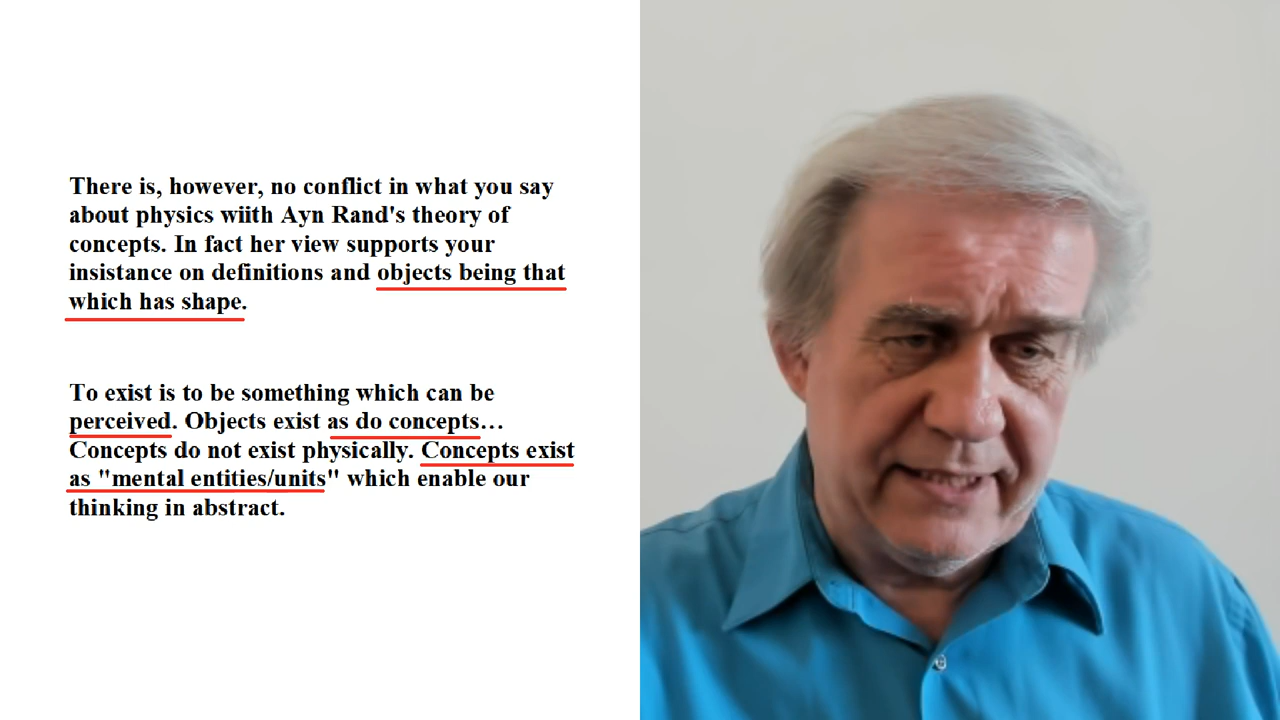 There is, however, no conflict in what you say
about physics wiith Ayn Rand's theory of
concepts. In fact her view supports your
insistance on definitions and objects being that
which has shape.
To exist is to be something which can be
perceived. Objects exist as do concepts…
Concepts do not exist physically. Concepts exist
as "mental entities/units" which enable our
thinking in abstract.